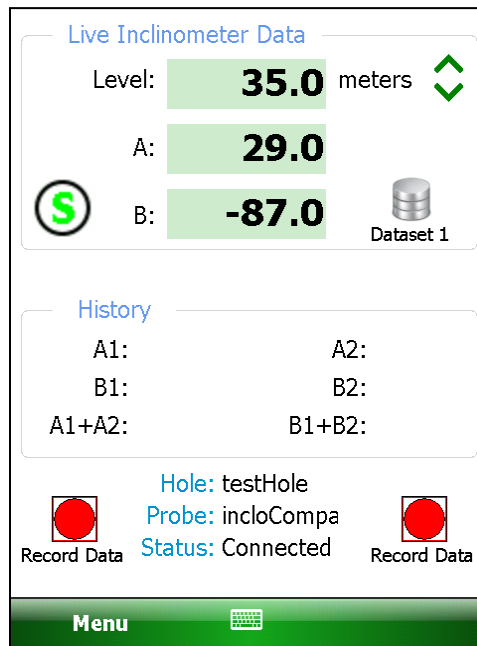 Live Inclinometer Data
Level: 35.0 meters
A: 29.0
S B: -87.0
Dataset 1
History
A1: A2:
B1: B2:
A1+A2: B1+B2:
Hole: testHole
Probe: incloCompa
Status: Connected
Record Data Record Data
Menu